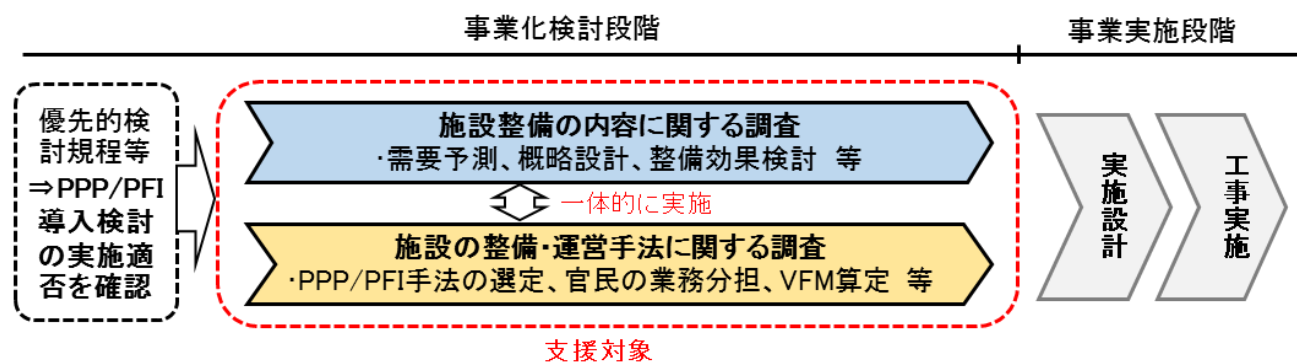 事業化検討段階
事業実施段階
優先的検
討規程等
⇒PPP/PFI
導入検討
の実施適
否を確認
施設整備の内容に関する調査
・需要予測、概略設計、整備効果検討 等
一体的に実施
施設の整備・運営手法に関する調査
・PPP/PFI手法の選定、官民の業務分担、VFM算定 等
支援対象
実施設計
工事実施